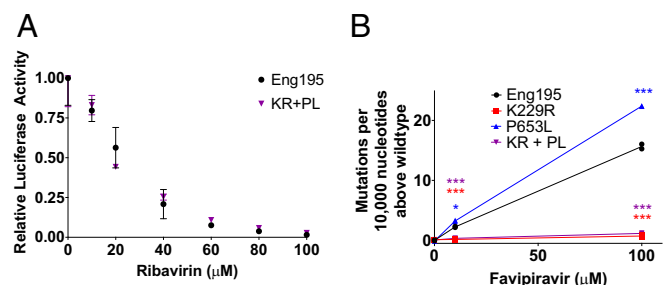 A
Relative Luciferase Activity
1.00
0.75
0.50
0.25
0.00
0 20 40 60 80 100
Ribavirin (μM)
Eng195
KR+PL
B
Mutations per
10,000 nucleotides
above wildtype
20
10
0
0 50 100
Favipiravir (μM)
Eng195
K229R
P653L
KR + PL
***
***
***
*
***
***